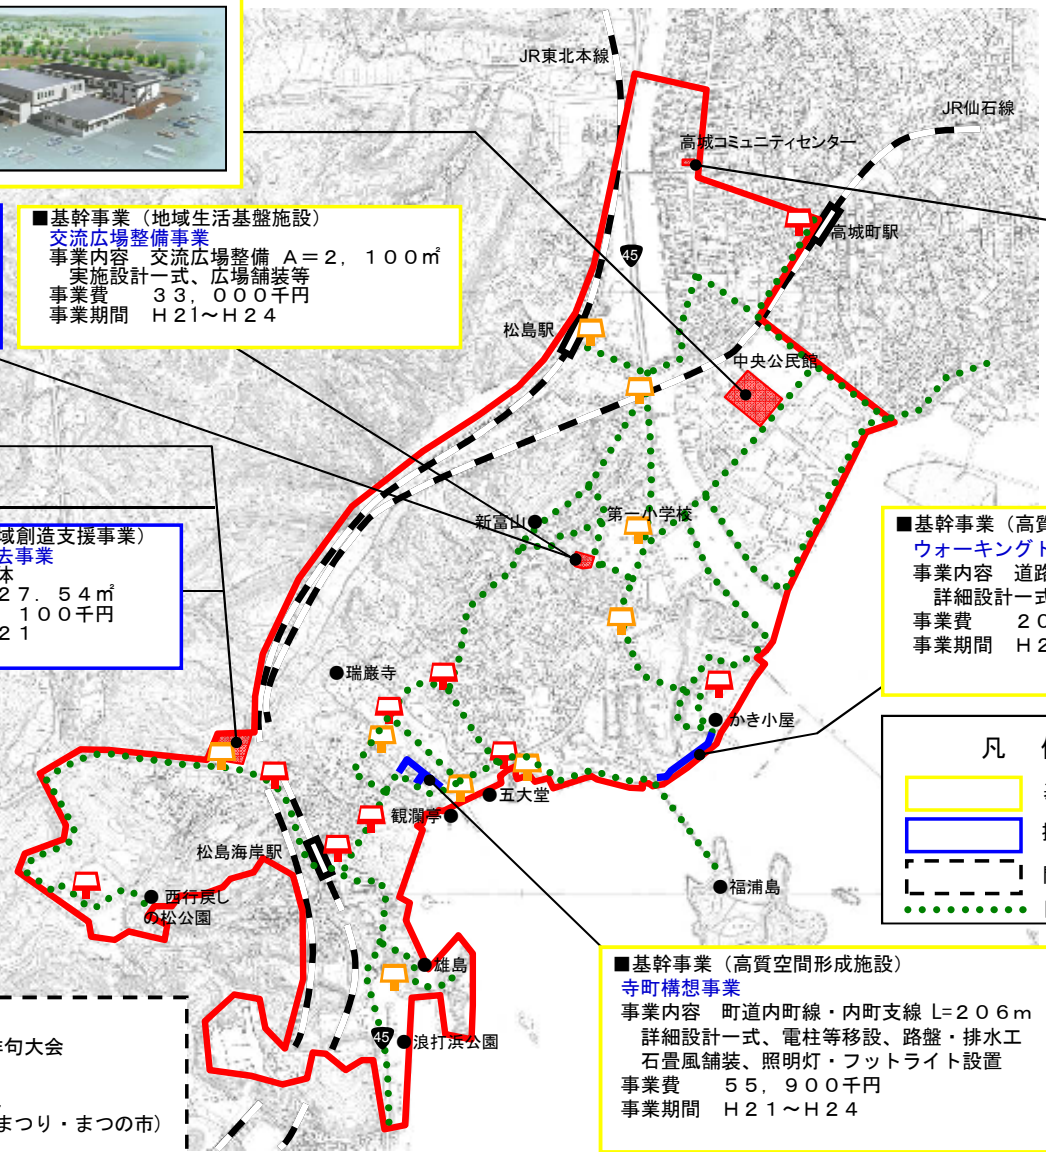 JR東北本線
JR仙石線
高城コミュニティセンター
高城町駅
■基幹事業（地域生活基盤施設）
交流広場整備事業
事業内容　交流広場整備 A＝２，１００㎡
実施設計一式、広場舗装等
事業費　　３３，０００千円
事業期間　Ｈ21～Ｈ２４
45
松島駅
中央公民館
新富山
第一小学校
域創造支援事業）
去事業
体
２７．５４㎡
１００千円
２１
■基幹事業（高質
ウォーキングト
事業内容　道路
詳細設計一式
事業費　　２０
事業期間　Ｈ２
瑞巌寺
かき小屋
凡　例
五大堂
観瀾亭
松島海岸駅
西行戻し
の松公園
福浦島
雄島
45
浪打浜公園
■基幹事業（高質空間形成施設）
寺町構想事業
事業内容　町道内町線・内町支線 L=２０６ｍ
詳細設計一式、電柱等移設、路盤・排水工
石畳風舗装、照明灯・フットライト設置
事業費　　５５，９００千円
事業期間　Ｈ２１～Ｈ２４
俳句大会
まつり・まつの市）